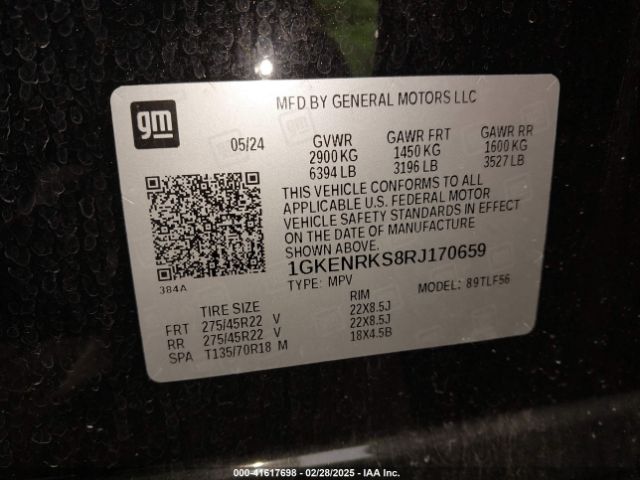 gm
MFD BY GENERAL MOTORS LLC
05/24 GVWR GAWR FRT GAWR RR
2900 KG 1450 KG 1600 KG
6394 LB 3196 LB 3527 LB
THIS VEHICLE CONFORMS TO ALL
APPLICABLE U.S. FEDERAL MOTOR
VEHICLE SAFETY STANDARDS IN EFFECT
ON THE DATE OF MANUFACTURE
SHOWN ABOVE.
1GKENRKS8RJ170659
384A
TYPE: MPV MODEL: 89TLF56
TIRE SIZE RIM
FRT 275/45R22 V 22X8.5J
RR 275/45R22 V 22X8.5J
SPA T135/70R18 M 18X4.5B
000-41617698 - 02/28/2025 - IAA Inc.